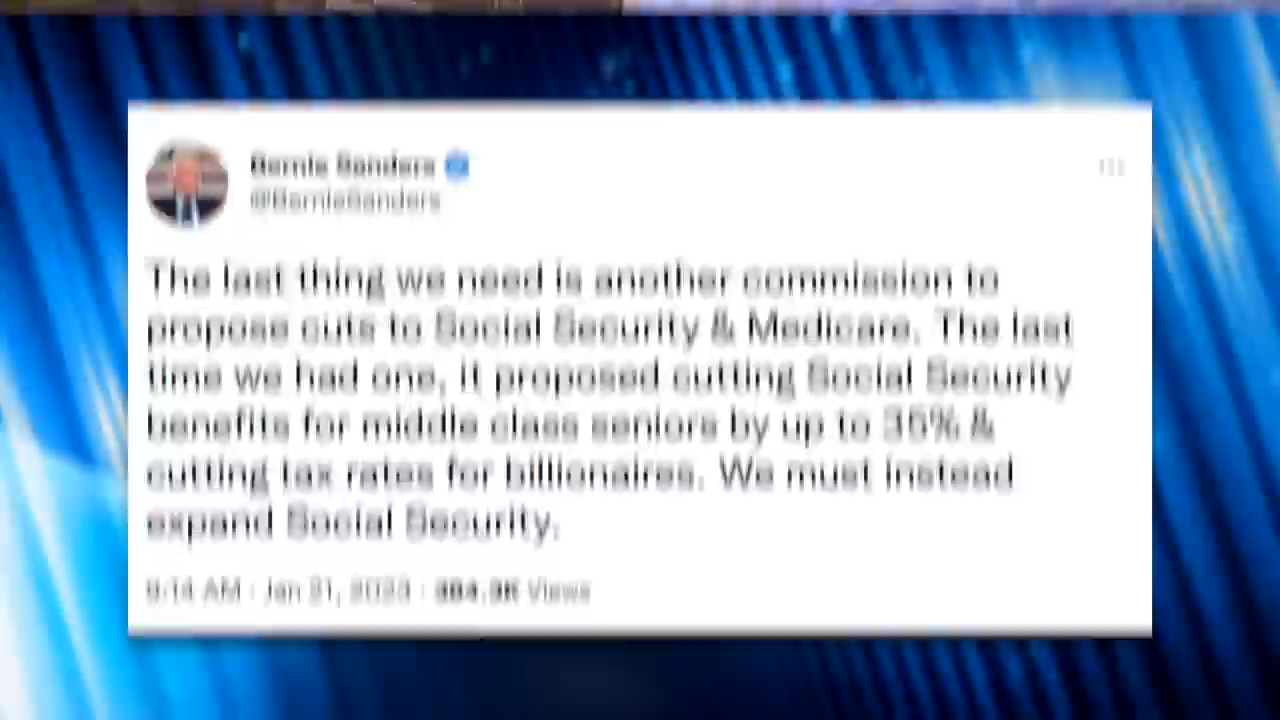 Bernie Sanders
@BernieSanders
The last thing we need is another commission to
propose cuts to Social Security & Medicare. The last
time we had one, it proposed cutting Social Security
benefits for middle class seniors by up to 35% &
cutting tax rates for billionaires. We must instead
expand Social Security.
9:14 AM · Jan 21, 2023 · Views